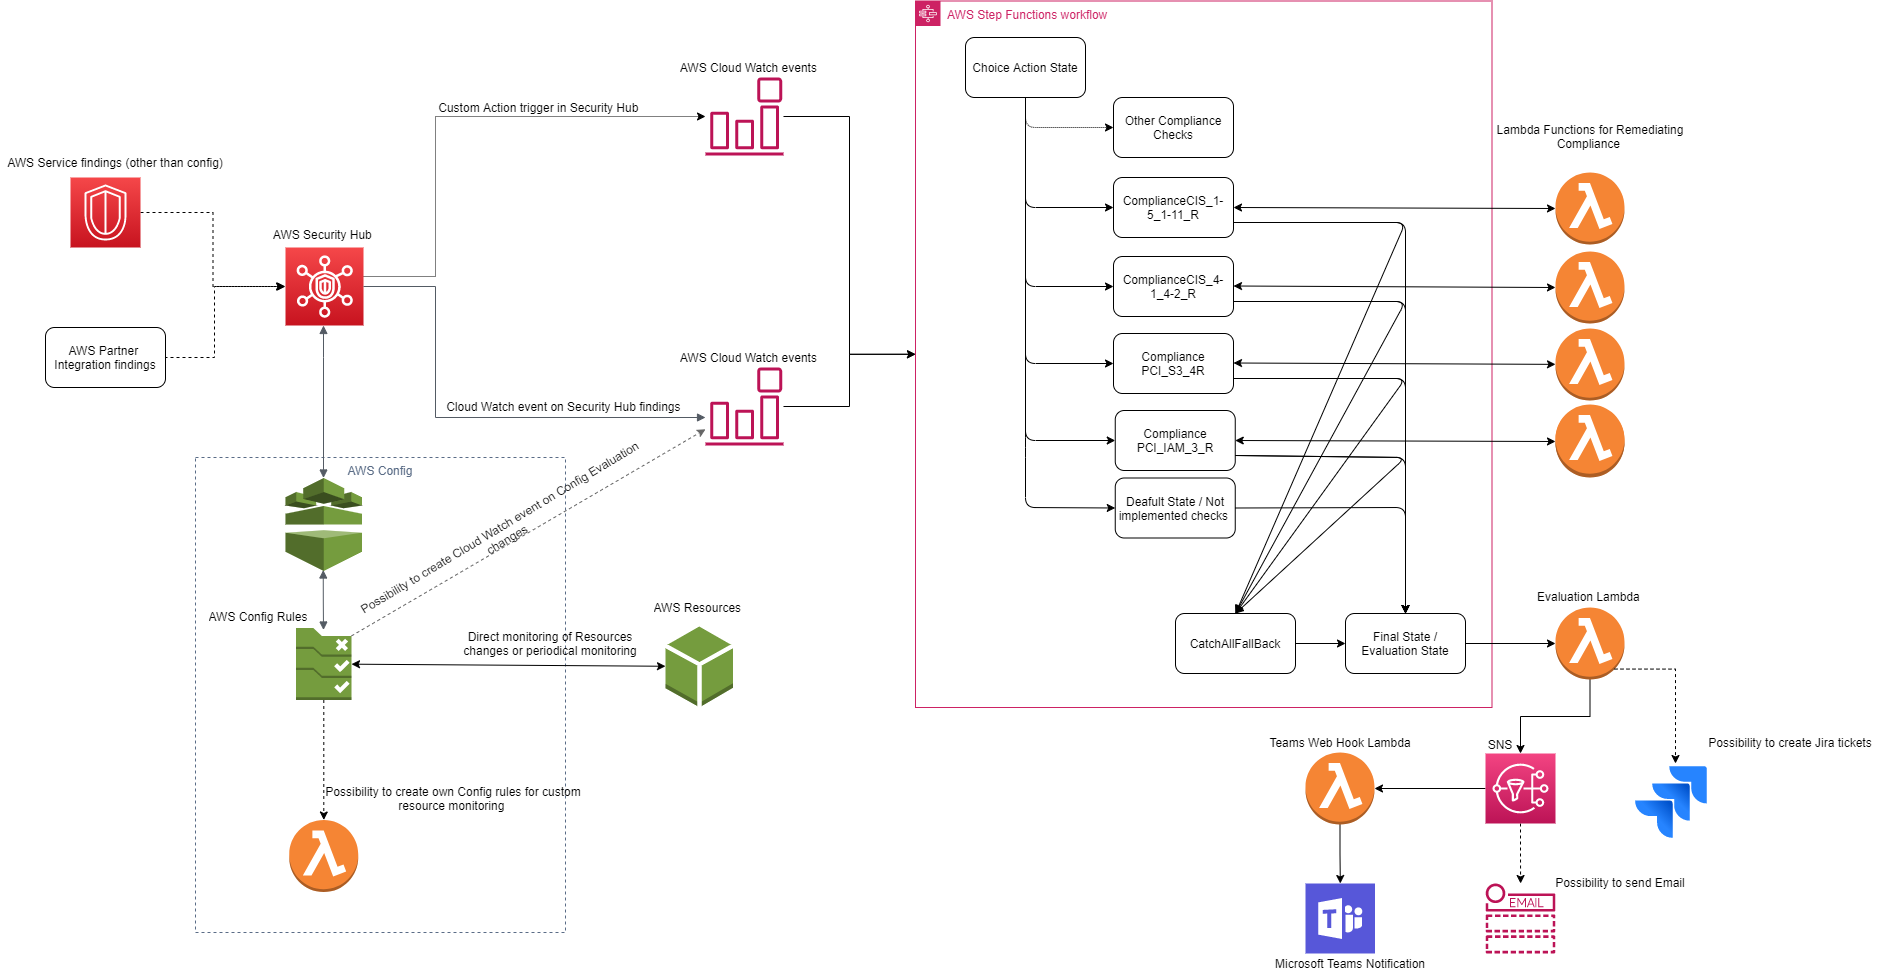 AWS Step Functions workflow
Choice Action State
AWS Cloud Watch events
Custom Action trigger in Security Hub
Other Compliance
Checks
Lambda Functions for Remediating
Compliance
AWS Service findings (other than config)
ComplianceCIS_1-
5_1-11_R
AWS Security Hub
ComplianceCIS_4-
1_4-2_R
AWS Partner
Integration findings
AWS Cloud Watch events
Compliance
PCI_S3_4R
Cloud Watch event on Security Hub findings
Compliance
PCI_IAM_3_R
AWS Config
Possibility to create Cloud Watch event on Config Evaluation
changes
Deafult State / Not
implemented checks
AWS Config Rules
AWS Resources
Direct monitoring of Resources
changes or periodical monitoring
CatchAllFallBack
Final State /
Evaluation State
Evaluation Lambda
Possibility to create own Config rules for custom
resource monitoring
Teams Web Hook Lambda
SNS
Possibility to create Jira tickets
Possibility to send Email
EMAIL
T
Microsoft Teams Notification